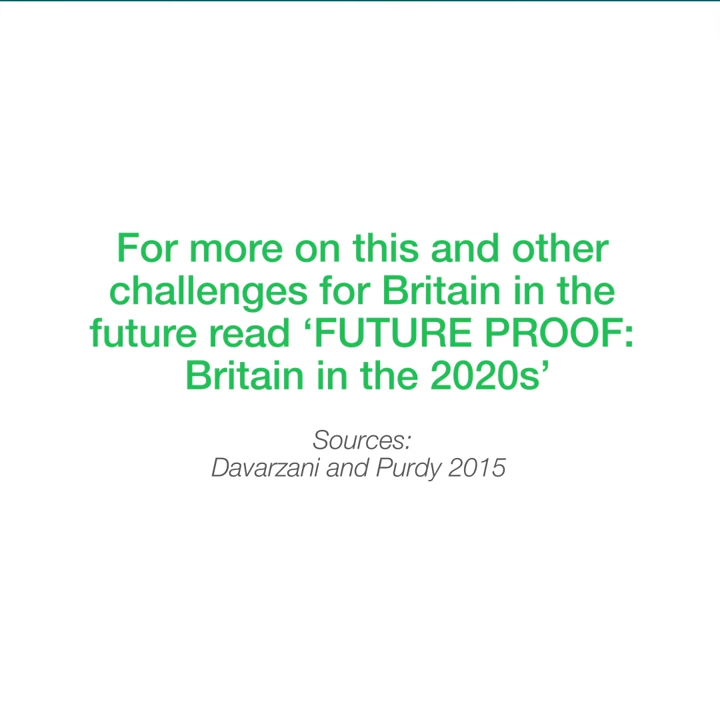 For more on this and other
challenges for Britain in the
future read ‘FUTURE PROOF:
Britain in the 2020s’
Sources:
Davarzani and Purdy 2015